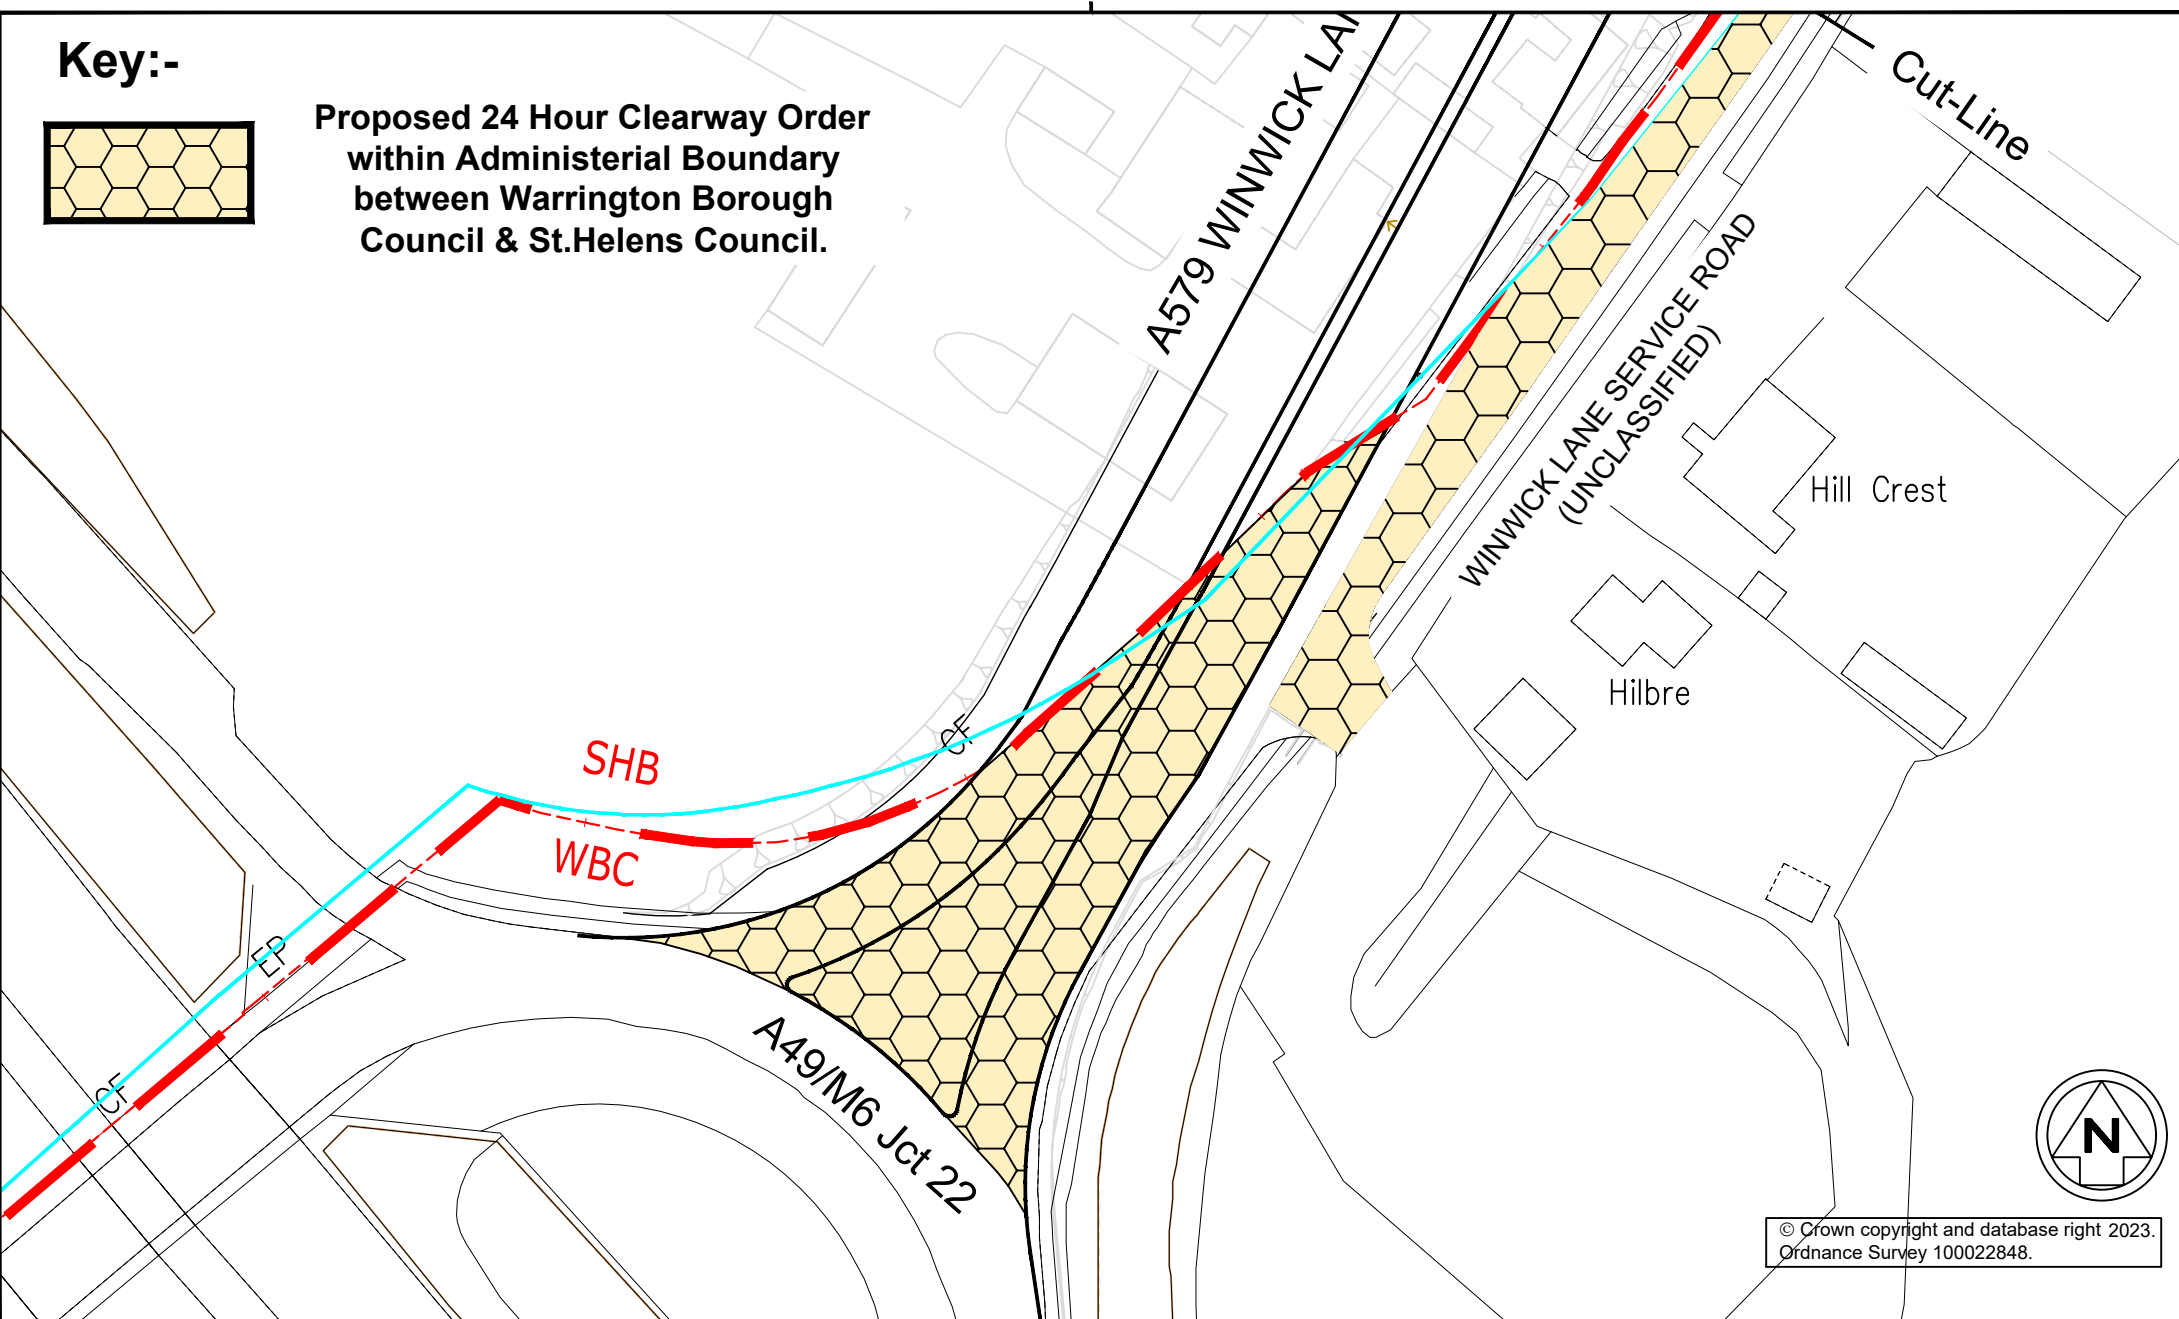 Key:-
Proposed 24 Hour Clearway Order
within Administerial Boundary
between Warrington Borough
Council & St.Helens Council.
A579 WINWICK LA
Cut-Line
WINWICK LANE SERVICE ROAD
(UNCLASSIFIED)
Hill Crest
Hilbre
SHB
WBC
CF
EP
CF
A49/M6 Jct 22
N
© Crown copyright and database right 2023.
Ordnance Survey 100022848.